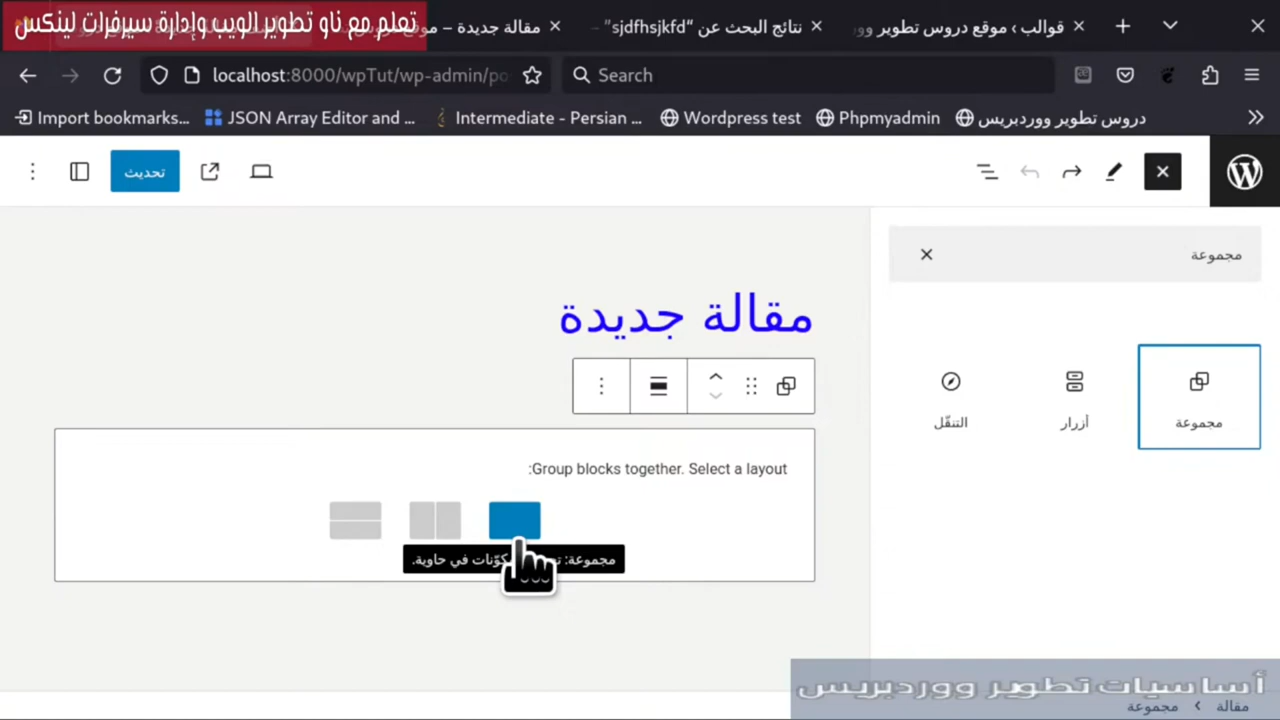 تعلم مع ناو تطوير الويب وإدارة سيرفرات لينكس
مقالة جديدة –
نتائج البحث عن “sjdfhsjkfd” –
قوالب ‹ موقع دروس تطوير وور
localhost:8000/wpTut/wp-admin/po
Search
Import bookmarks...
JSON Array Editor and ...
Intermediate - Persian ...
Wordpress test
Phpmyadmin
دروس تطوير ووردبريس
تحديث
مجموعة
مقالة جديدة
مجموعة
أزرار
التنقّل
Group blocks together. Select a layout:
مجموعة: كوّنات في حاوية.
أساسيات تطوير ووردبريس
مقالة ‹ مجموعة